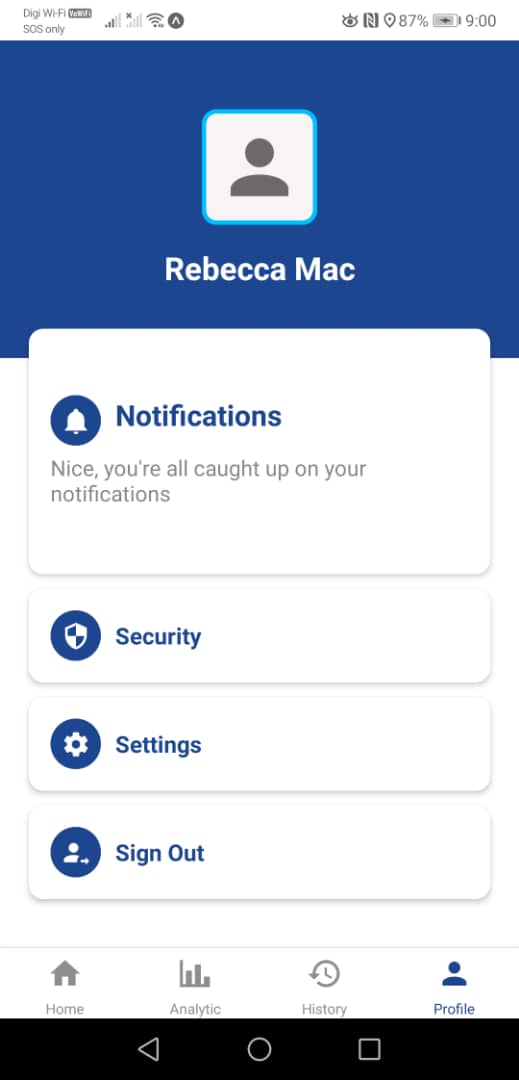 Digi Wi-Fi VoWiFi
SOS only
87%
9:00
Rebecca Mac
Notifications
Nice, you're all caught up on your
notifications
Security
Settings
Sign Out
Home
Analytic
History
Profile